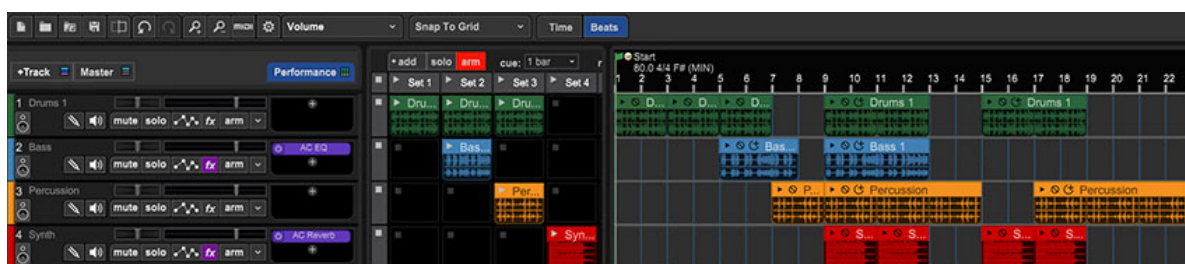 MIDI Volume Snap To Grid Time Beats
+Track Master Performance
+add solo arm cue: 1 bar r
Set 1 Set 2 Set 3 Set 4
Start
80.0 4/4 F# (MIN)
1 2 3 4 5 6 7 8 9 10 11 12 13 14 15 16 17 18 19 20 21 22
1 Drums 1
mute solo fx arm
Dru... Dru... Dru...
D... D... D... Drums 1 Drums 1
2 Bass
mute solo fx arm
AC EQ
Bas...
Bas... Bass 1
3 Percussion
mute solo fx arm
Per...
P... Percussion Percussion
4 Synth
mute solo fx arm
AC Reverb
Syn...
S... S... S... S...